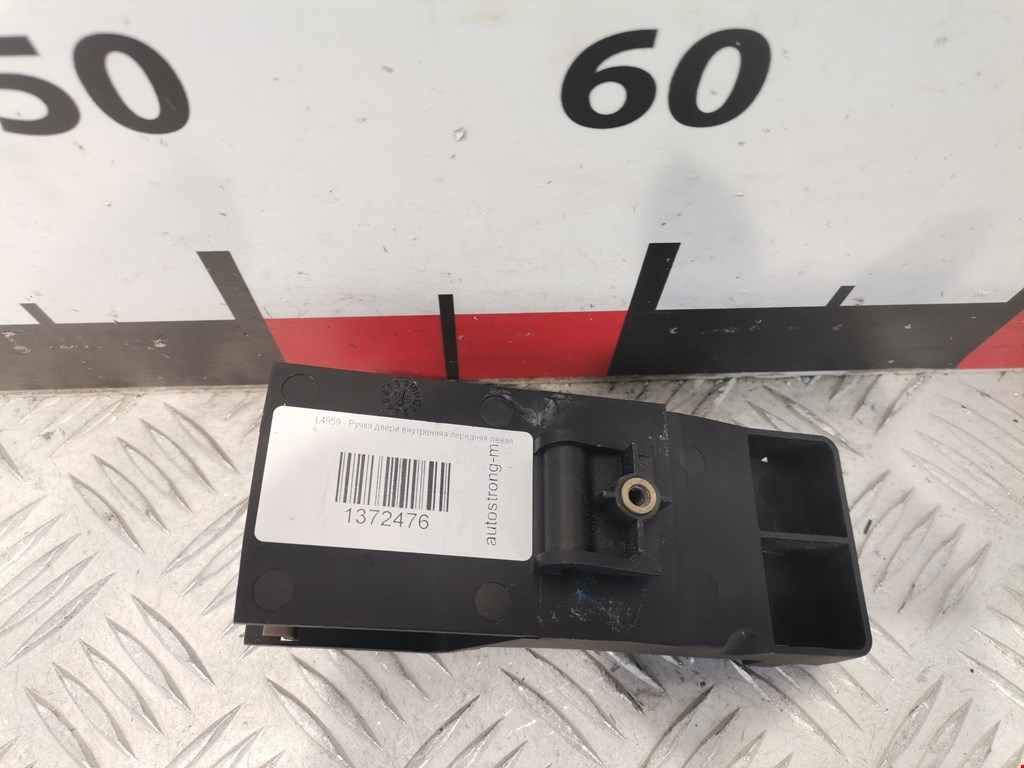 50
60
L4959 - Ручка двери внутренняя передняя левая
1372476
autostrong-m